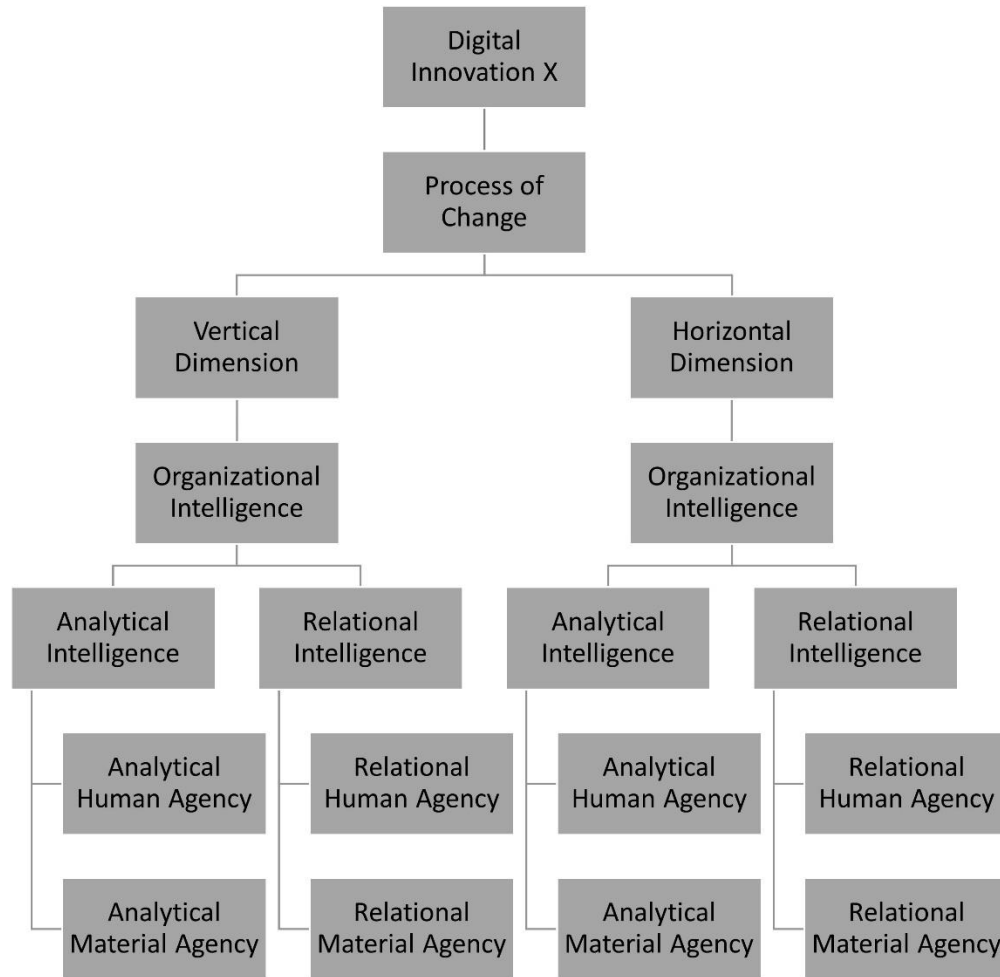 Digital
Innovation X
Process of
Change
Vertical
Dimension
Horizontal
Dimension
Organizational
Intelligence
Organizational
Intelligence
Analytical
Intelligence
Relational
Intelligence
Analytical
Intelligence
Relational
Intelligence
Analytical
Human Agency
Relational
Human Agency
Analytical
Human Agency
Relational
Human Agency
Analytical
Material Agency
Relational
Material Agency
Analytical
Material Agency
Relational
Material Agency